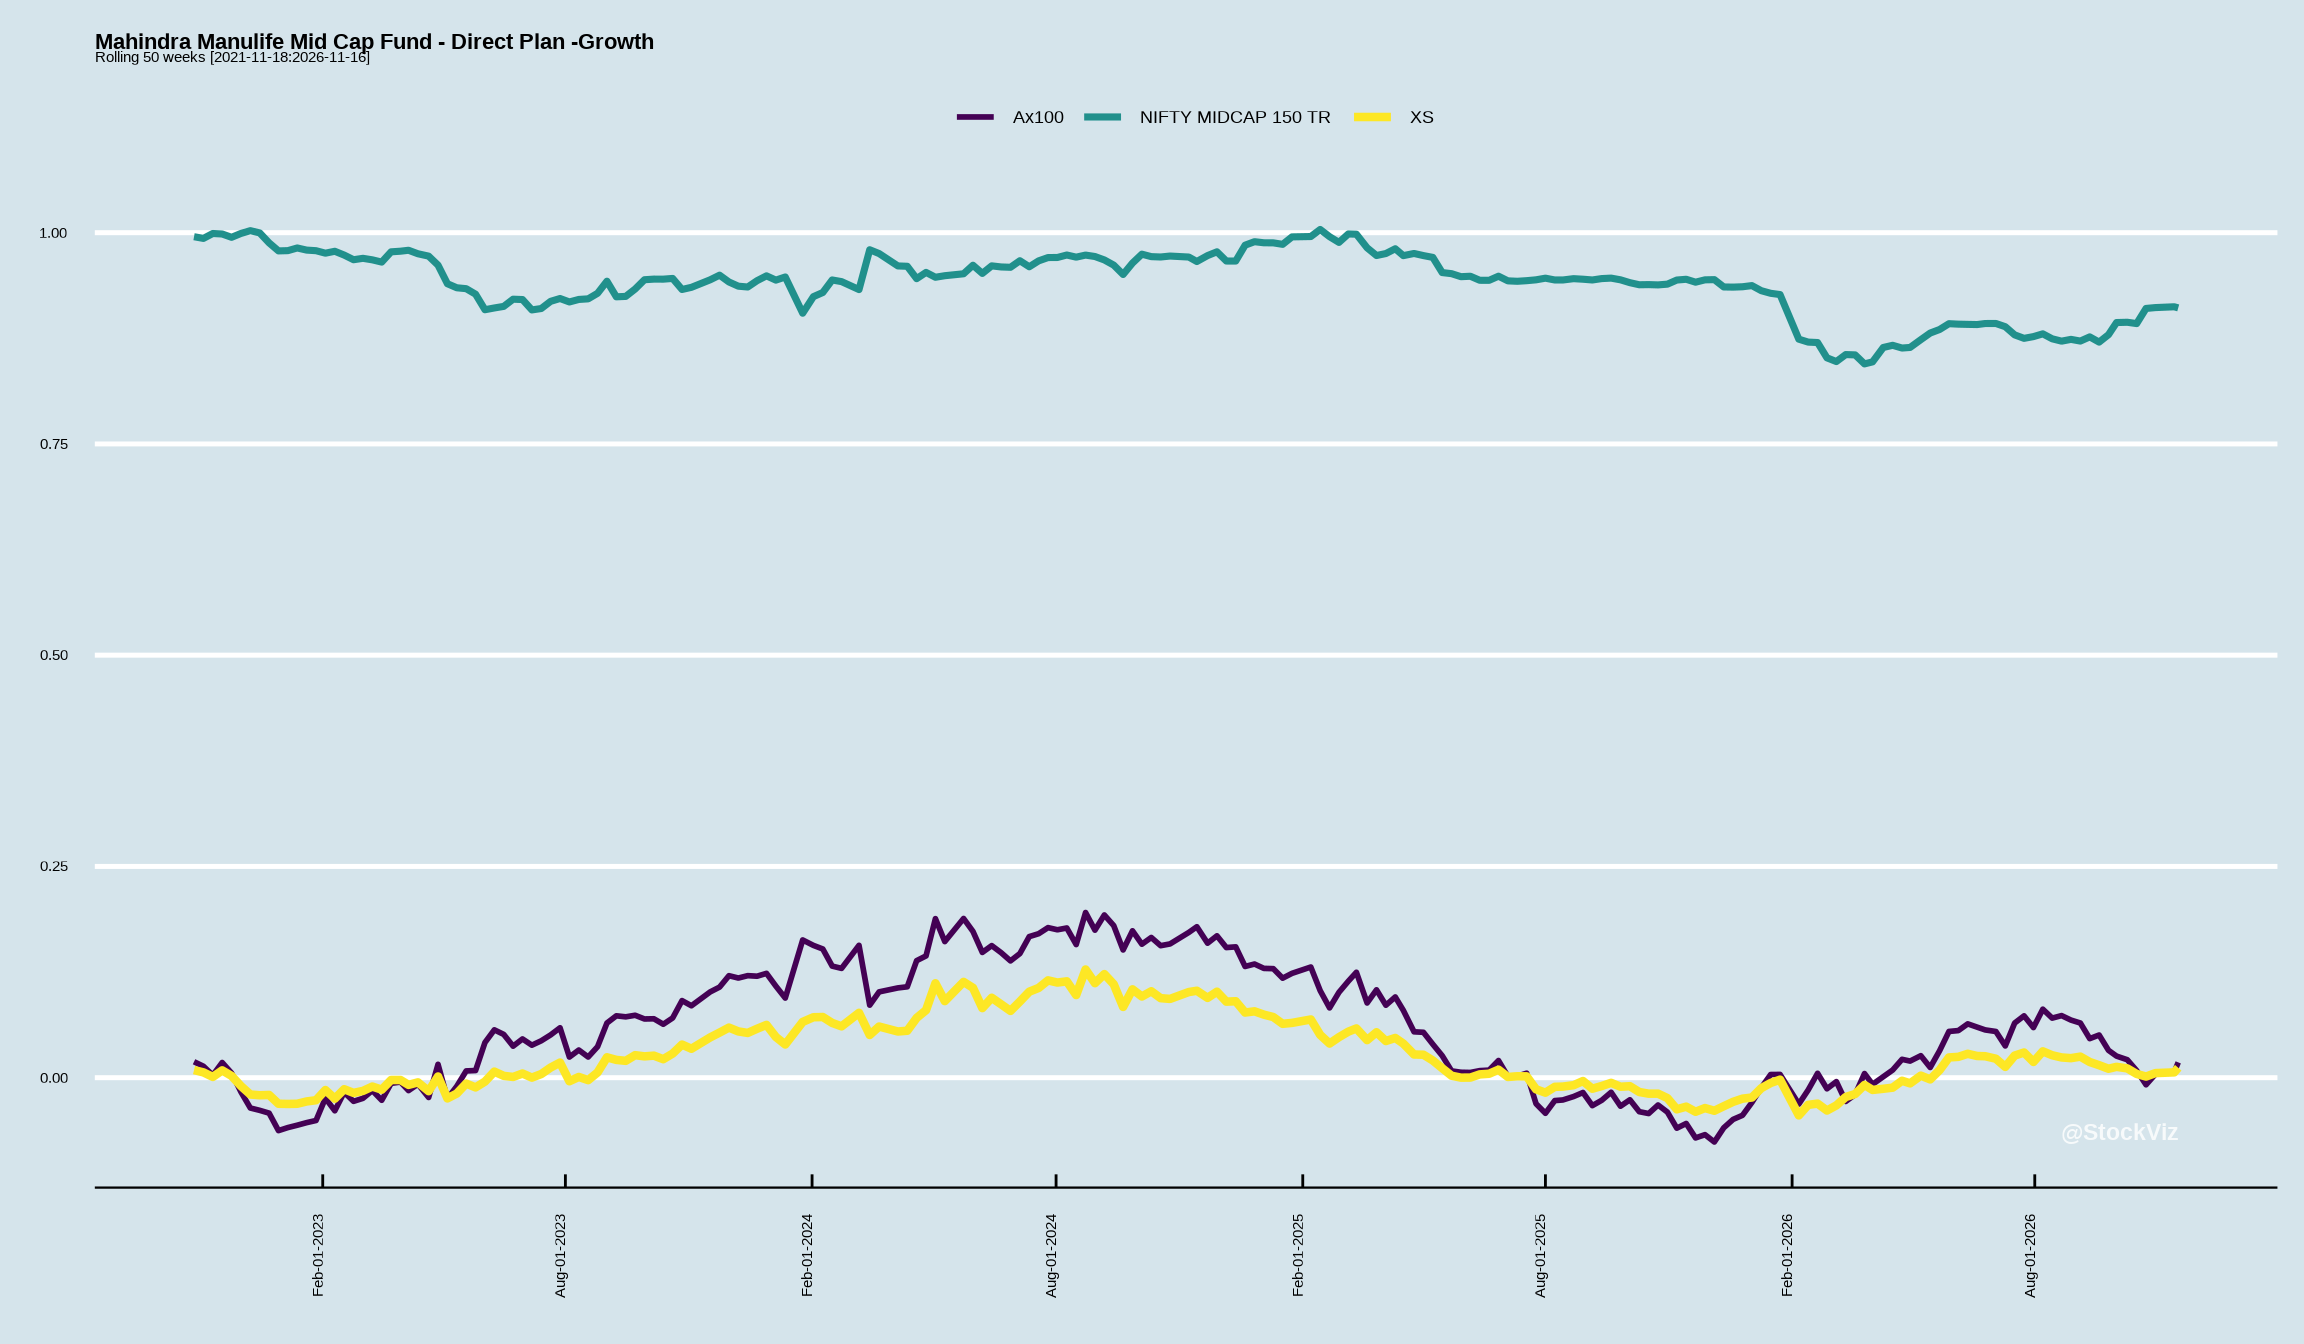 Mahindra Manulife Mid Cap Fund - Direct Plan -Growth
Rolling 50 weeks [2021-11-18:2026-11-16]
Ax100 NIFTY MIDCAP 150 TR XS
1.00
0.75
0.50
0.25
0.00
@StockViz
Feb-01-2023 Aug-01-2023 Feb-01-2024 Aug-01-2024 Feb-01-2025 Aug-01-2025 Feb-01-2026 Aug-01-2026